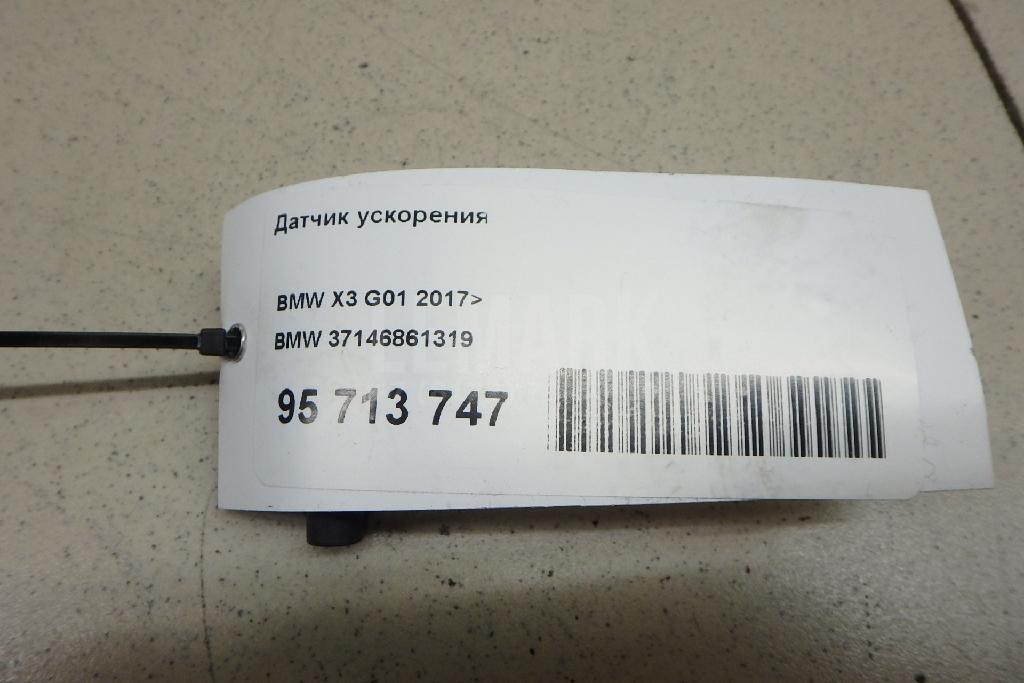 Датчик ускорения
BMW X3 G01 2017>
BMW 37146861319
95 713 747